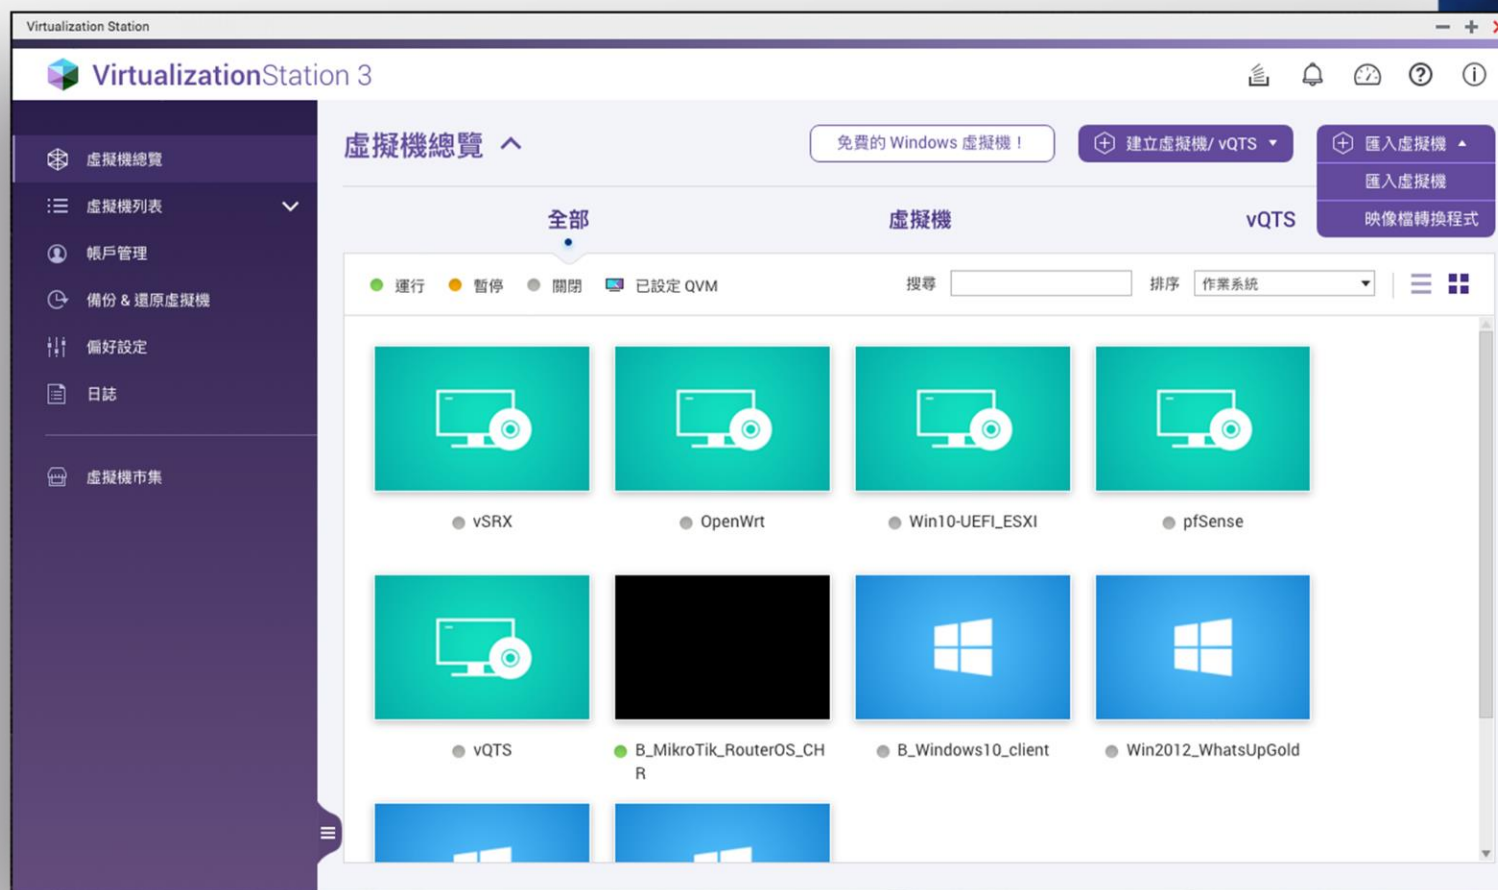 Virtualization Station
VirtualizationStation 3
虛擬機總覽
虛擬機列表
帳戶管理
備份 & 還原虛擬機
偏好設定
日誌
虛擬機市集
虛擬機總覽
免費的 Windows 虛擬機！
建立虛擬機/ vQTS
匯入虛擬機
匯入虛擬機
映像檔轉換程式
全部
虛擬機
vQTS
運行
暫停
關閉
已設定 QVM
搜尋
排序
作業系統
vSRX
OpenWrt
Win10-UEFI_ESXI
pfSense
vQTS
B_MikroTik_RouterOS_CH
R
B_Windows10_client
Win2012_WhatsUpGold